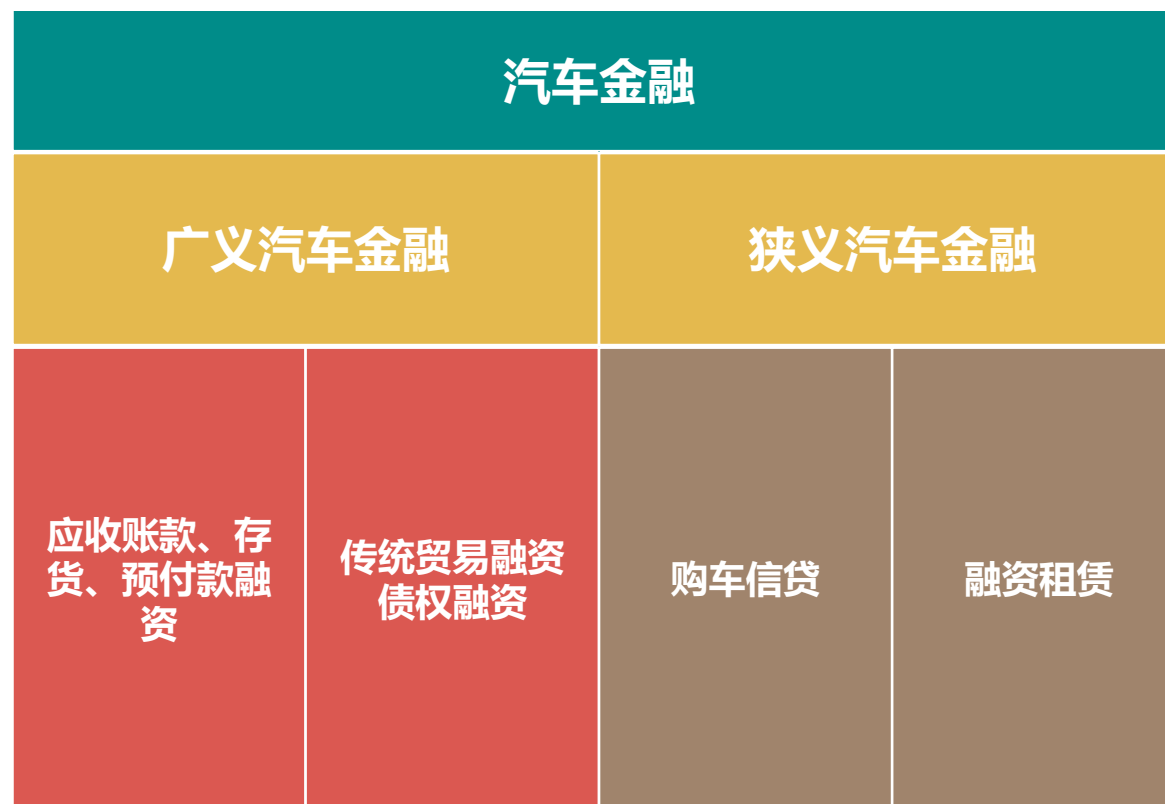 汽车金融
广义汽车金融
狭义汽车金融
应收账款、存
货、预付款融
资
传统贸易融资
债权融资
购车信贷
融资租赁